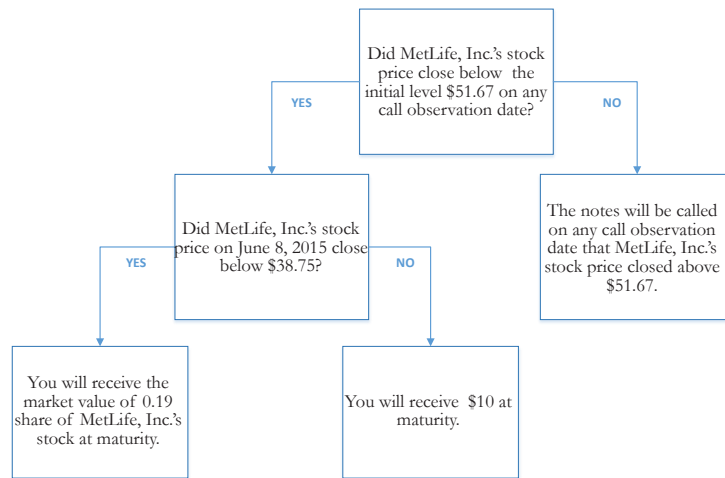 Did MetLife, Inc.'s stock
price close below  the
initial level $51.67 on any
call observation date?
YES
NO
Did MetLife, Inc.'s stock
price on June 8, 2015 close
below $38.75?
The notes will be called
on any call observation
date that MetLife, Inc.'s
stock price closed above
$51.67.
YES
NO
You will receive the
market value of 0.19
share of MetLife, Inc.'s
stock at maturity.
You will receive  $10 at
maturity.